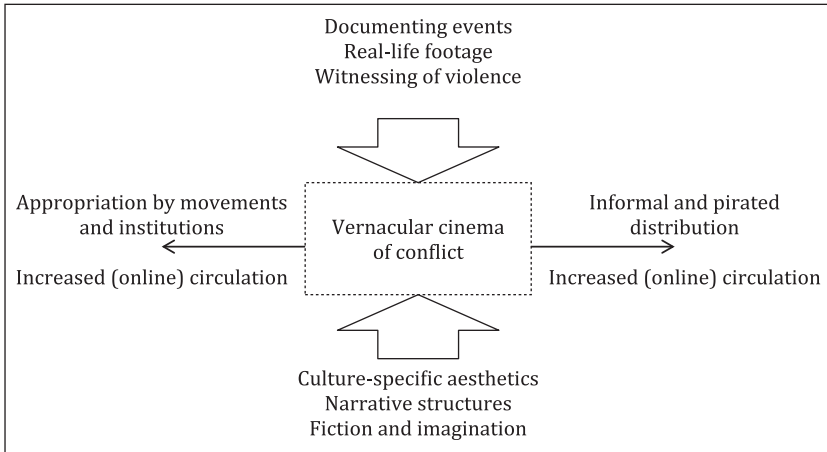 Documenting events
Real-life footage
Witnessing of violence
Appropriation by movements
and institutions
Increased (online) circulation
Vernacular cinema
of conflict
Informal and pirated
distribution
Increased (online) circulation
Culture-specific aesthetics
Narrative structures
Fiction and imagination